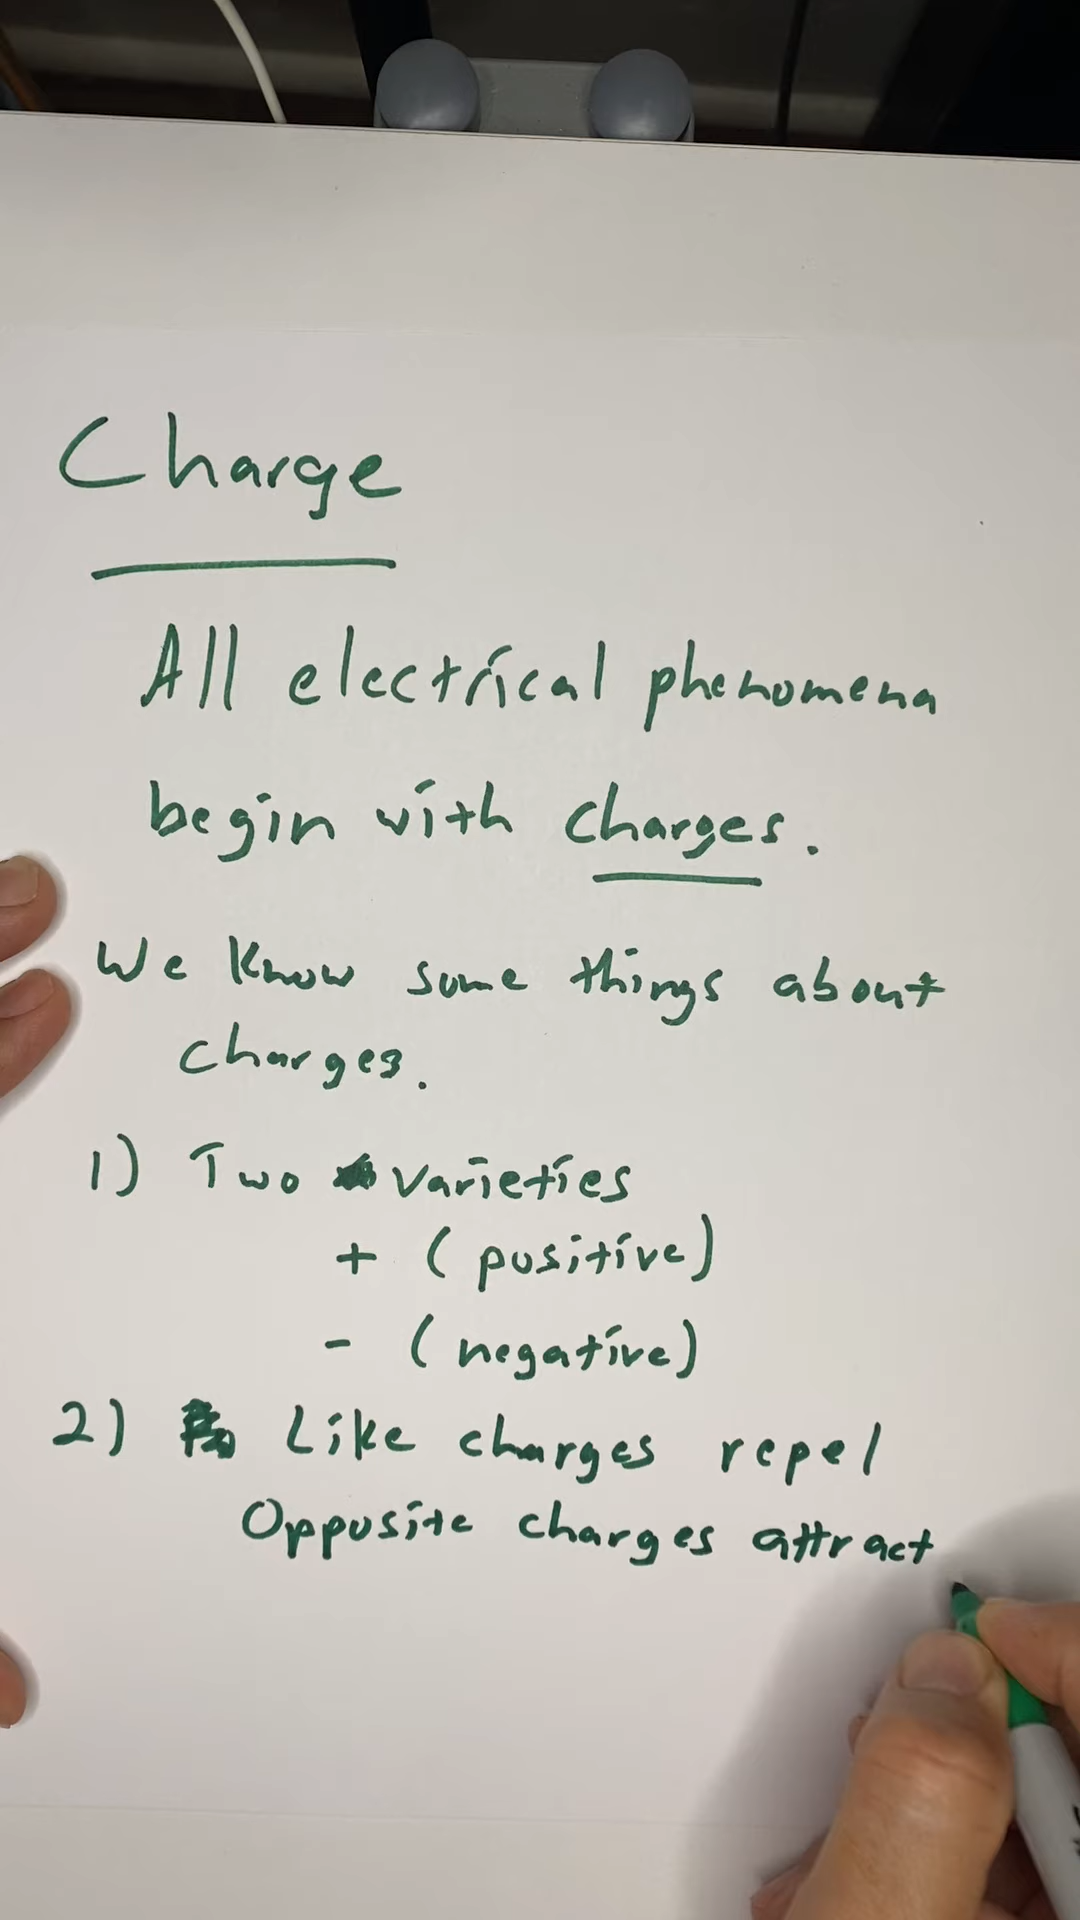 Charge
All electrical phenomena
begin with charges.
We know some things about
charges.
1) Two varieties
+ (positive)
- (negative)
2) Like charges repel
Opposite charges attract